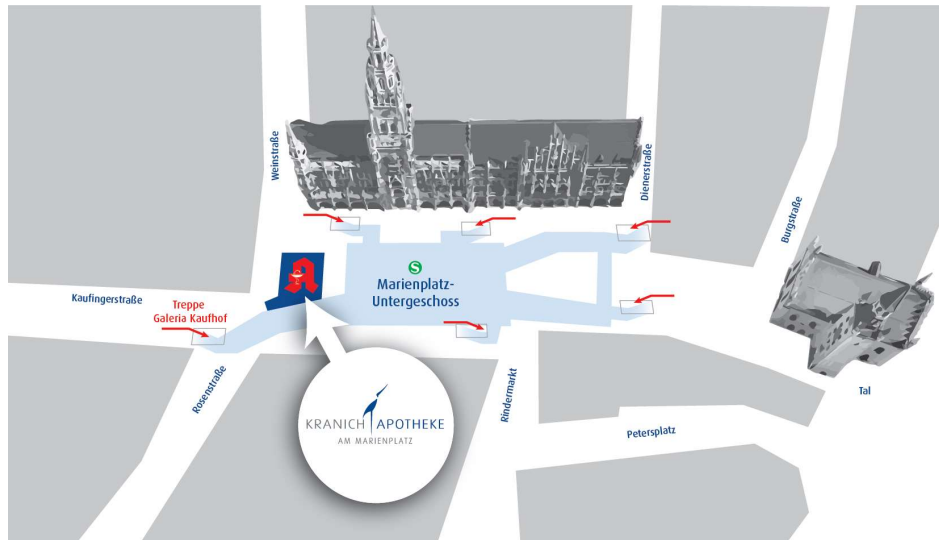 Weinstraße
Dienerstraße
Burgstraße
S
Marienplatz-
Untergeschoss
Kaufingerstraße
Treppe
Galeria Kaufhof
Rosenstraße
Rindermarkt
Tal
Petersplatz
KRANICH APOTHEKE
AM MARIENPLATZ